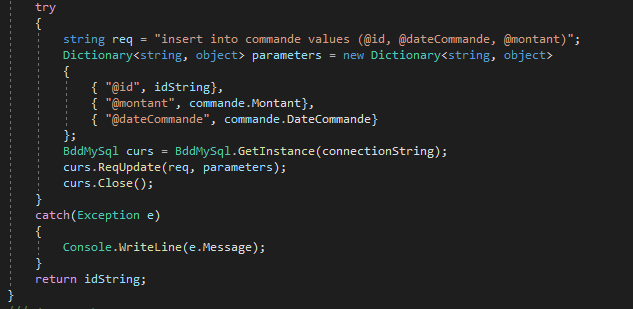 try
{
string req = "insert into commande values (@id, @dateCommande, @montant)";
Dictionary<string, object> parameters = new Dictionary<string, object>
{
{ "@id", idString},
{ "@montant", commande.Montant},
{ "@dateCommande", commande.DateCommande}
};
BddMySql curs = BddMySql.GetInstance(connectionString);
curs.ReqUpdate(req, parameters);
curs.Close();
}
catch(Exception e)
{
Console.WriteLine(e.Message);
}
return idString;
}